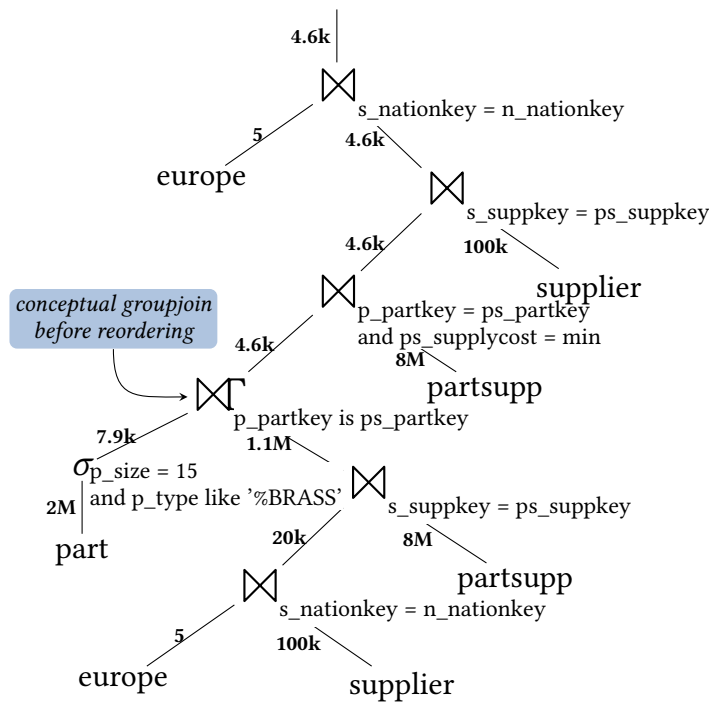 4.6k
⋈
s_nationkey = n_nationkey
5
4.6k
europe
⋈
s_suppkey = ps_suppkey
4.6k
100k
supplier
⋈
p_partkey = ps_partkey
and ps_supplycost = min
conceptual groupjoin
before reordering
4.6k
8M
partsupp
⋈Γ
p_partkey is ps_partkey
7.9k
1.1M
σ p_size = 15
and p_type like '%BRASS'
⋈
s_suppkey = ps_suppkey
2M
20k
8M
part
partsupp
⋈
s_nationkey = n_nationkey
5
100k
europe
supplier